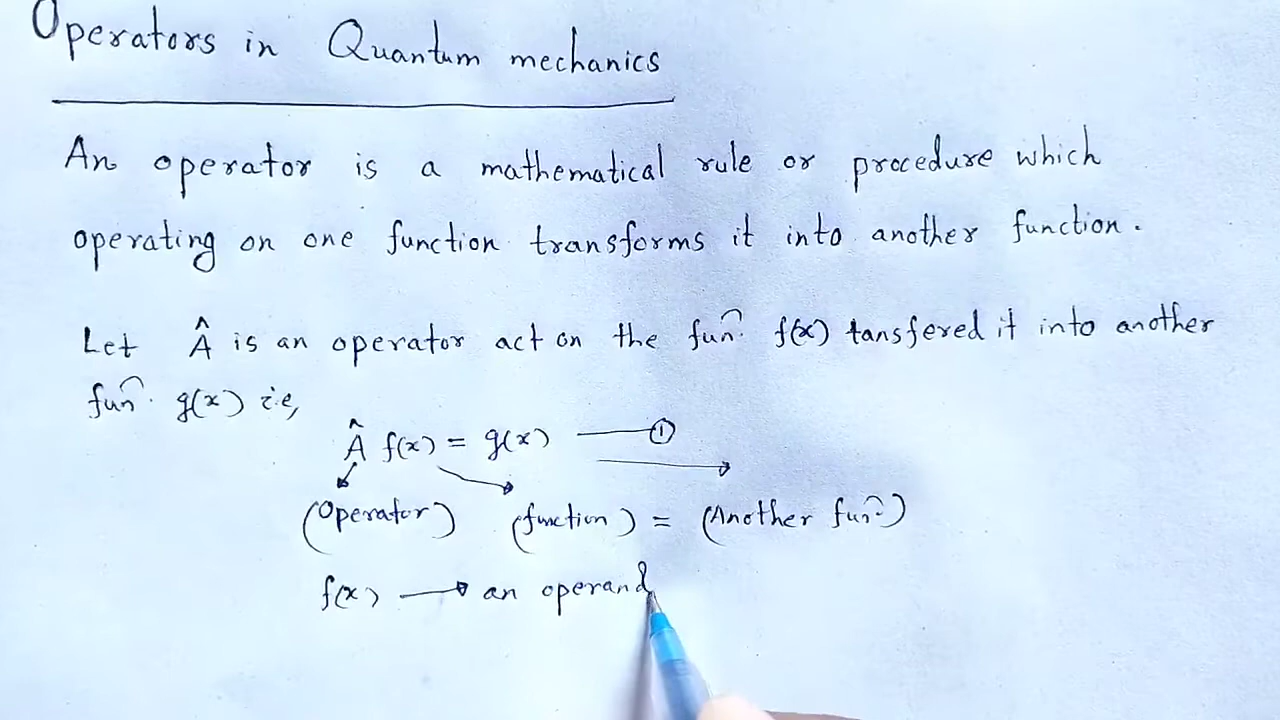 Operators in Quantum mechanics
An operator is a mathematical rule or procedure which
operating on one function transforms it into another function.
Let Â is an operator act on the fun. f(x) tansfered it into another
fun. g(x) i.e,
Â f(x) = g(x) —— ①
(Operator) (function) = (Another fun.)
f(x) → an operand